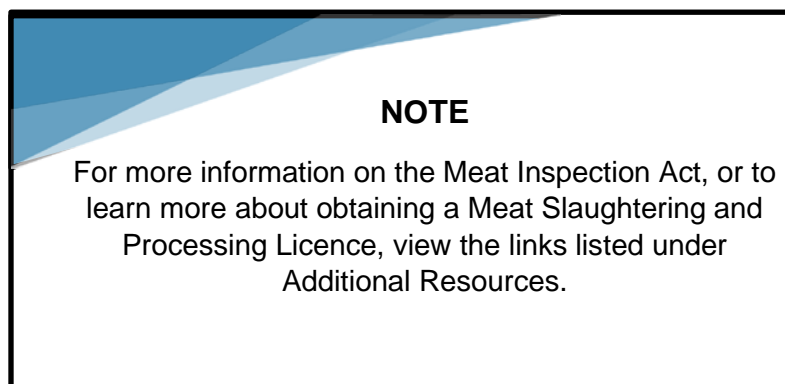 NOTE
For more information on the Meat Inspection Act, or to
learn more about obtaining a Meat Slaughtering and
Processing Licence, view the links listed under
Additional Resources.